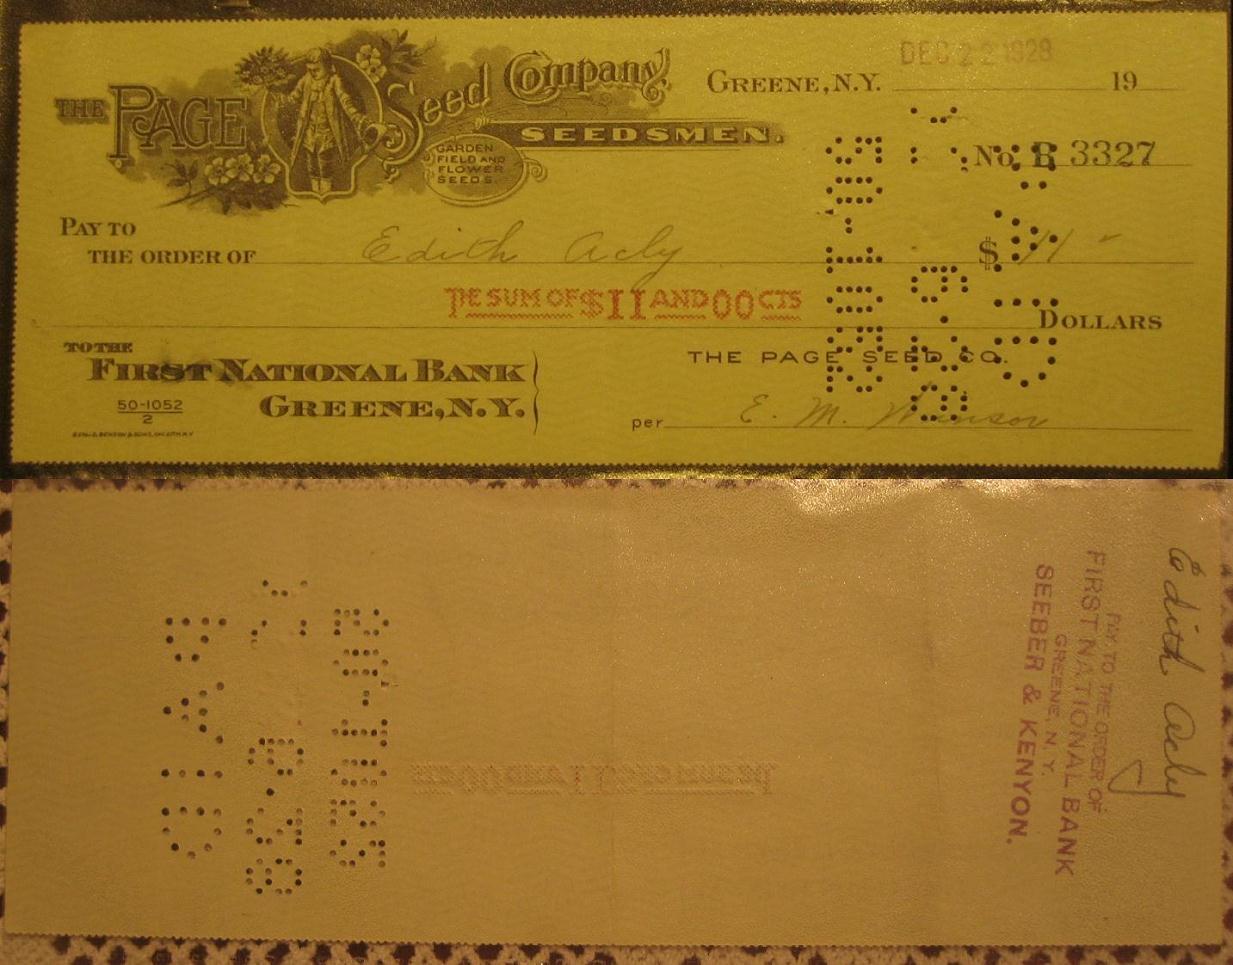 THE PAGE Seed Company,
SEEDSMEN.
GARDEN
FIELD AND
FLOWER
SEEDS.
DEC 22 1928
GREENE, N.Y. 19
No. B 3327
PAY TO
THE ORDER OF Edith Acly $11-
THE SUM OF $11 AND 00 CTS
DOLLARS
TO THE
FIRST NATIONAL BANK
GREENE, N.Y.
50-1052
2
THE PAGE SEED CO.
per E. M. Winsor
PAID
Edith Acly
PAY TO THE ORDER OF
FIRST NATIONAL BANK
GREENE, N.Y.
SEEBER & KENYON.